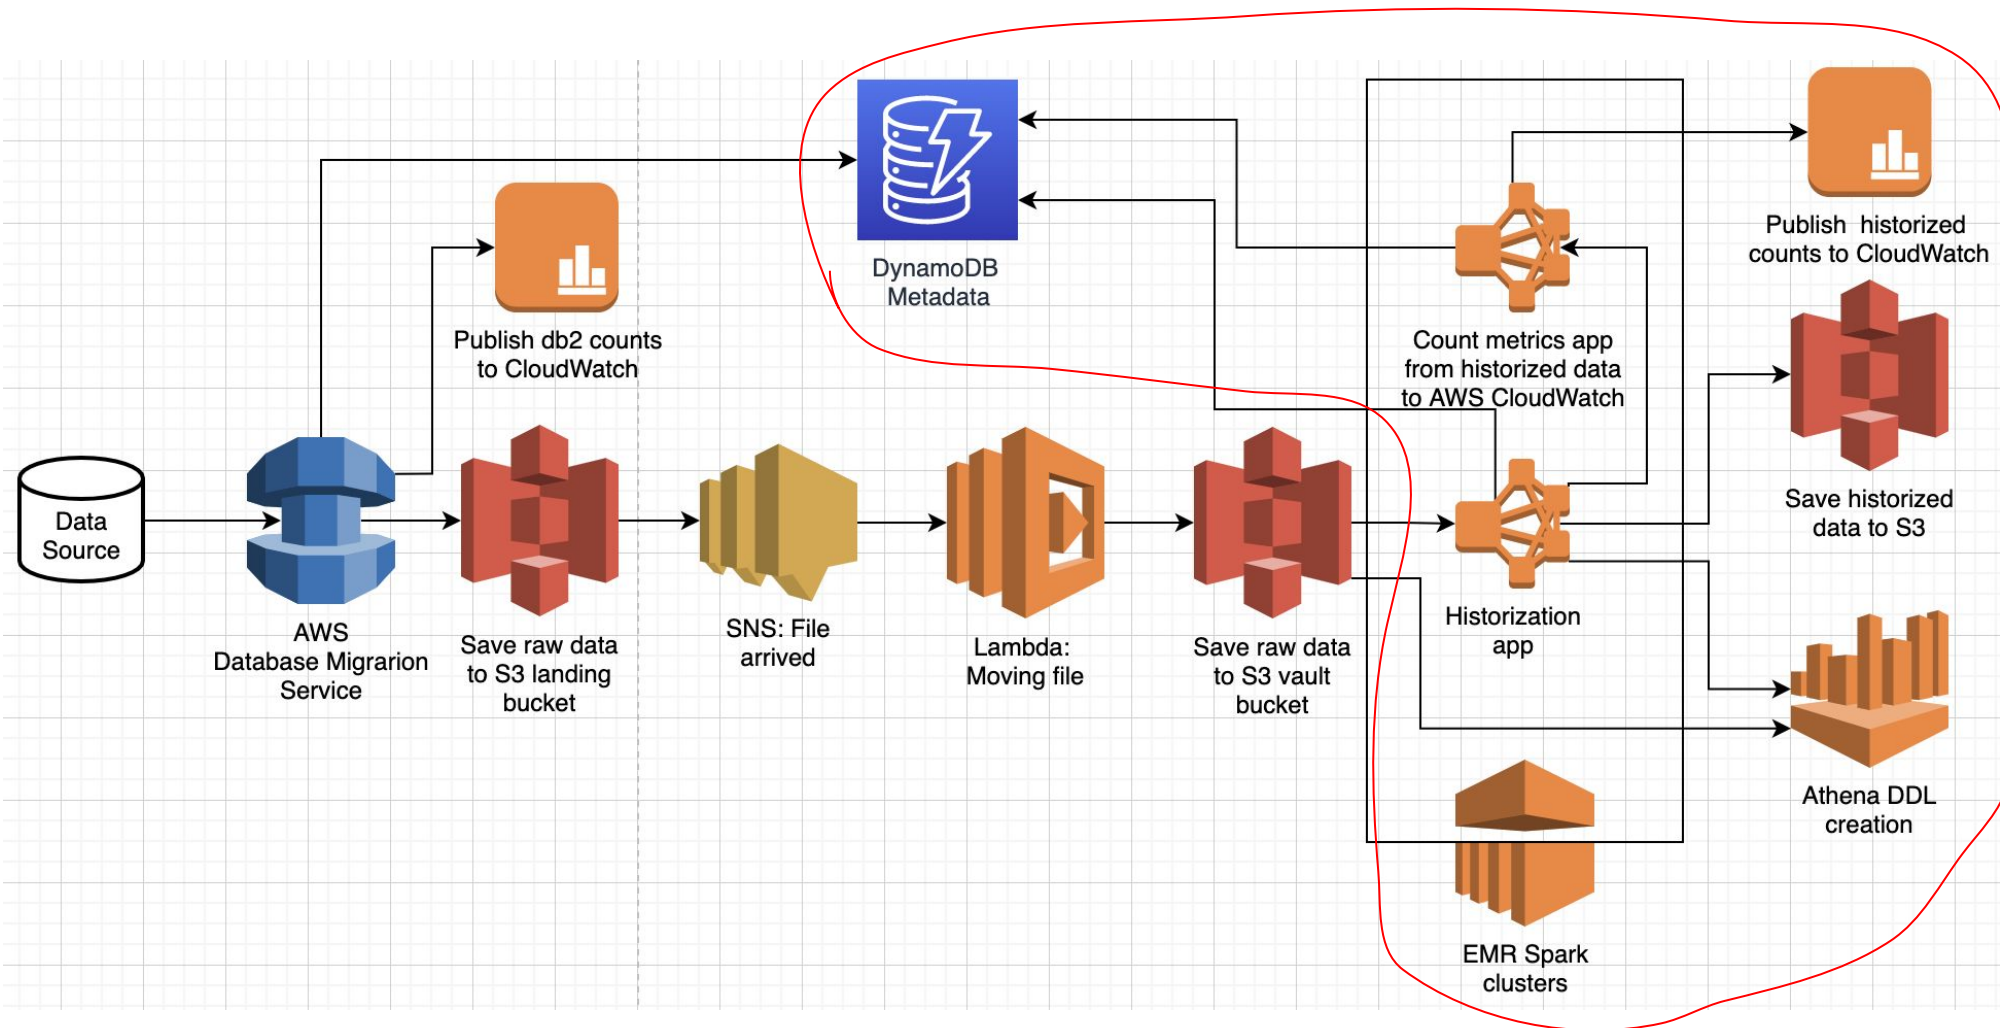 DynamoDB
Metadata
Publish  historized
counts to CloudWatch
Publish db2 counts
to CloudWatch
Count metrics app
from historized data
to AWS CloudWatch
Save historized
data to S3
Data
Source
AWS
Database Migrarion
Service
Save raw data
to S3 landing
bucket
SNS: File
arrived
Lambda:
Moving file
Save raw data
to S3 vault
bucket
Historization
app
Athena DDL
creation
EMR Spark
clusters